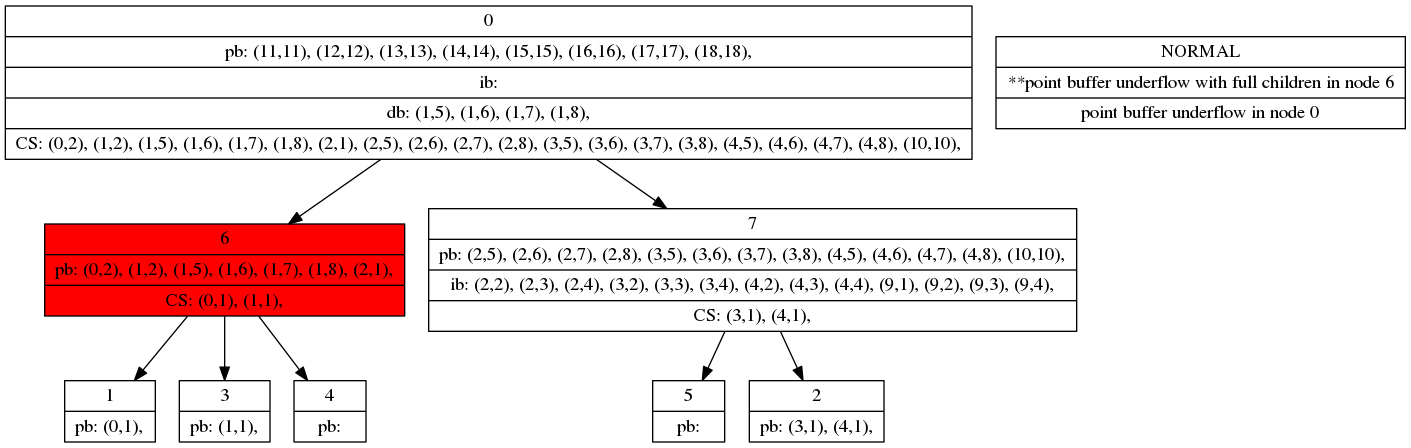 0
pb: (11,11), (12,12), (13,13), (14,14), (15,15), (16,16), (17,17), (18,18),
ib:
db: (1,5), (1,6), (1,7), (1,8),
CS: (0,2), (1,2), (1,5), (1,6), (1,7), (1,8), (2,1), (2,5), (2,6), (2,7), (2,8), (3,5), (3,6), (3,7), (3,8), (4,5), (4,6), (4,7), (4,8), (10,10),
NORMAL
**point buffer underflow with full children in node 6
point buffer underflow in node 0
6
pb: (0,2), (1,2), (1,5), (1,6), (1,7), (1,8), (2,1),
CS: (0,1), (1,1),
7
pb: (2,5), (2,6), (2,7), (2,8), (3,5), (3,6), (3,7), (3,8), (4,5), (4,6), (4,7), (4,8), (10,10),
ib: (2,2), (2,3), (2,4), (3,2), (3,3), (3,4), (4,2), (4,3), (4,4), (9,1), (9,2), (9,3), (9,4),
CS: (3,1), (4,1),
1
pb: (0,1),
3
pb: (1,1),
4
pb:
5
pb:
2
pb: (3,1), (4,1),